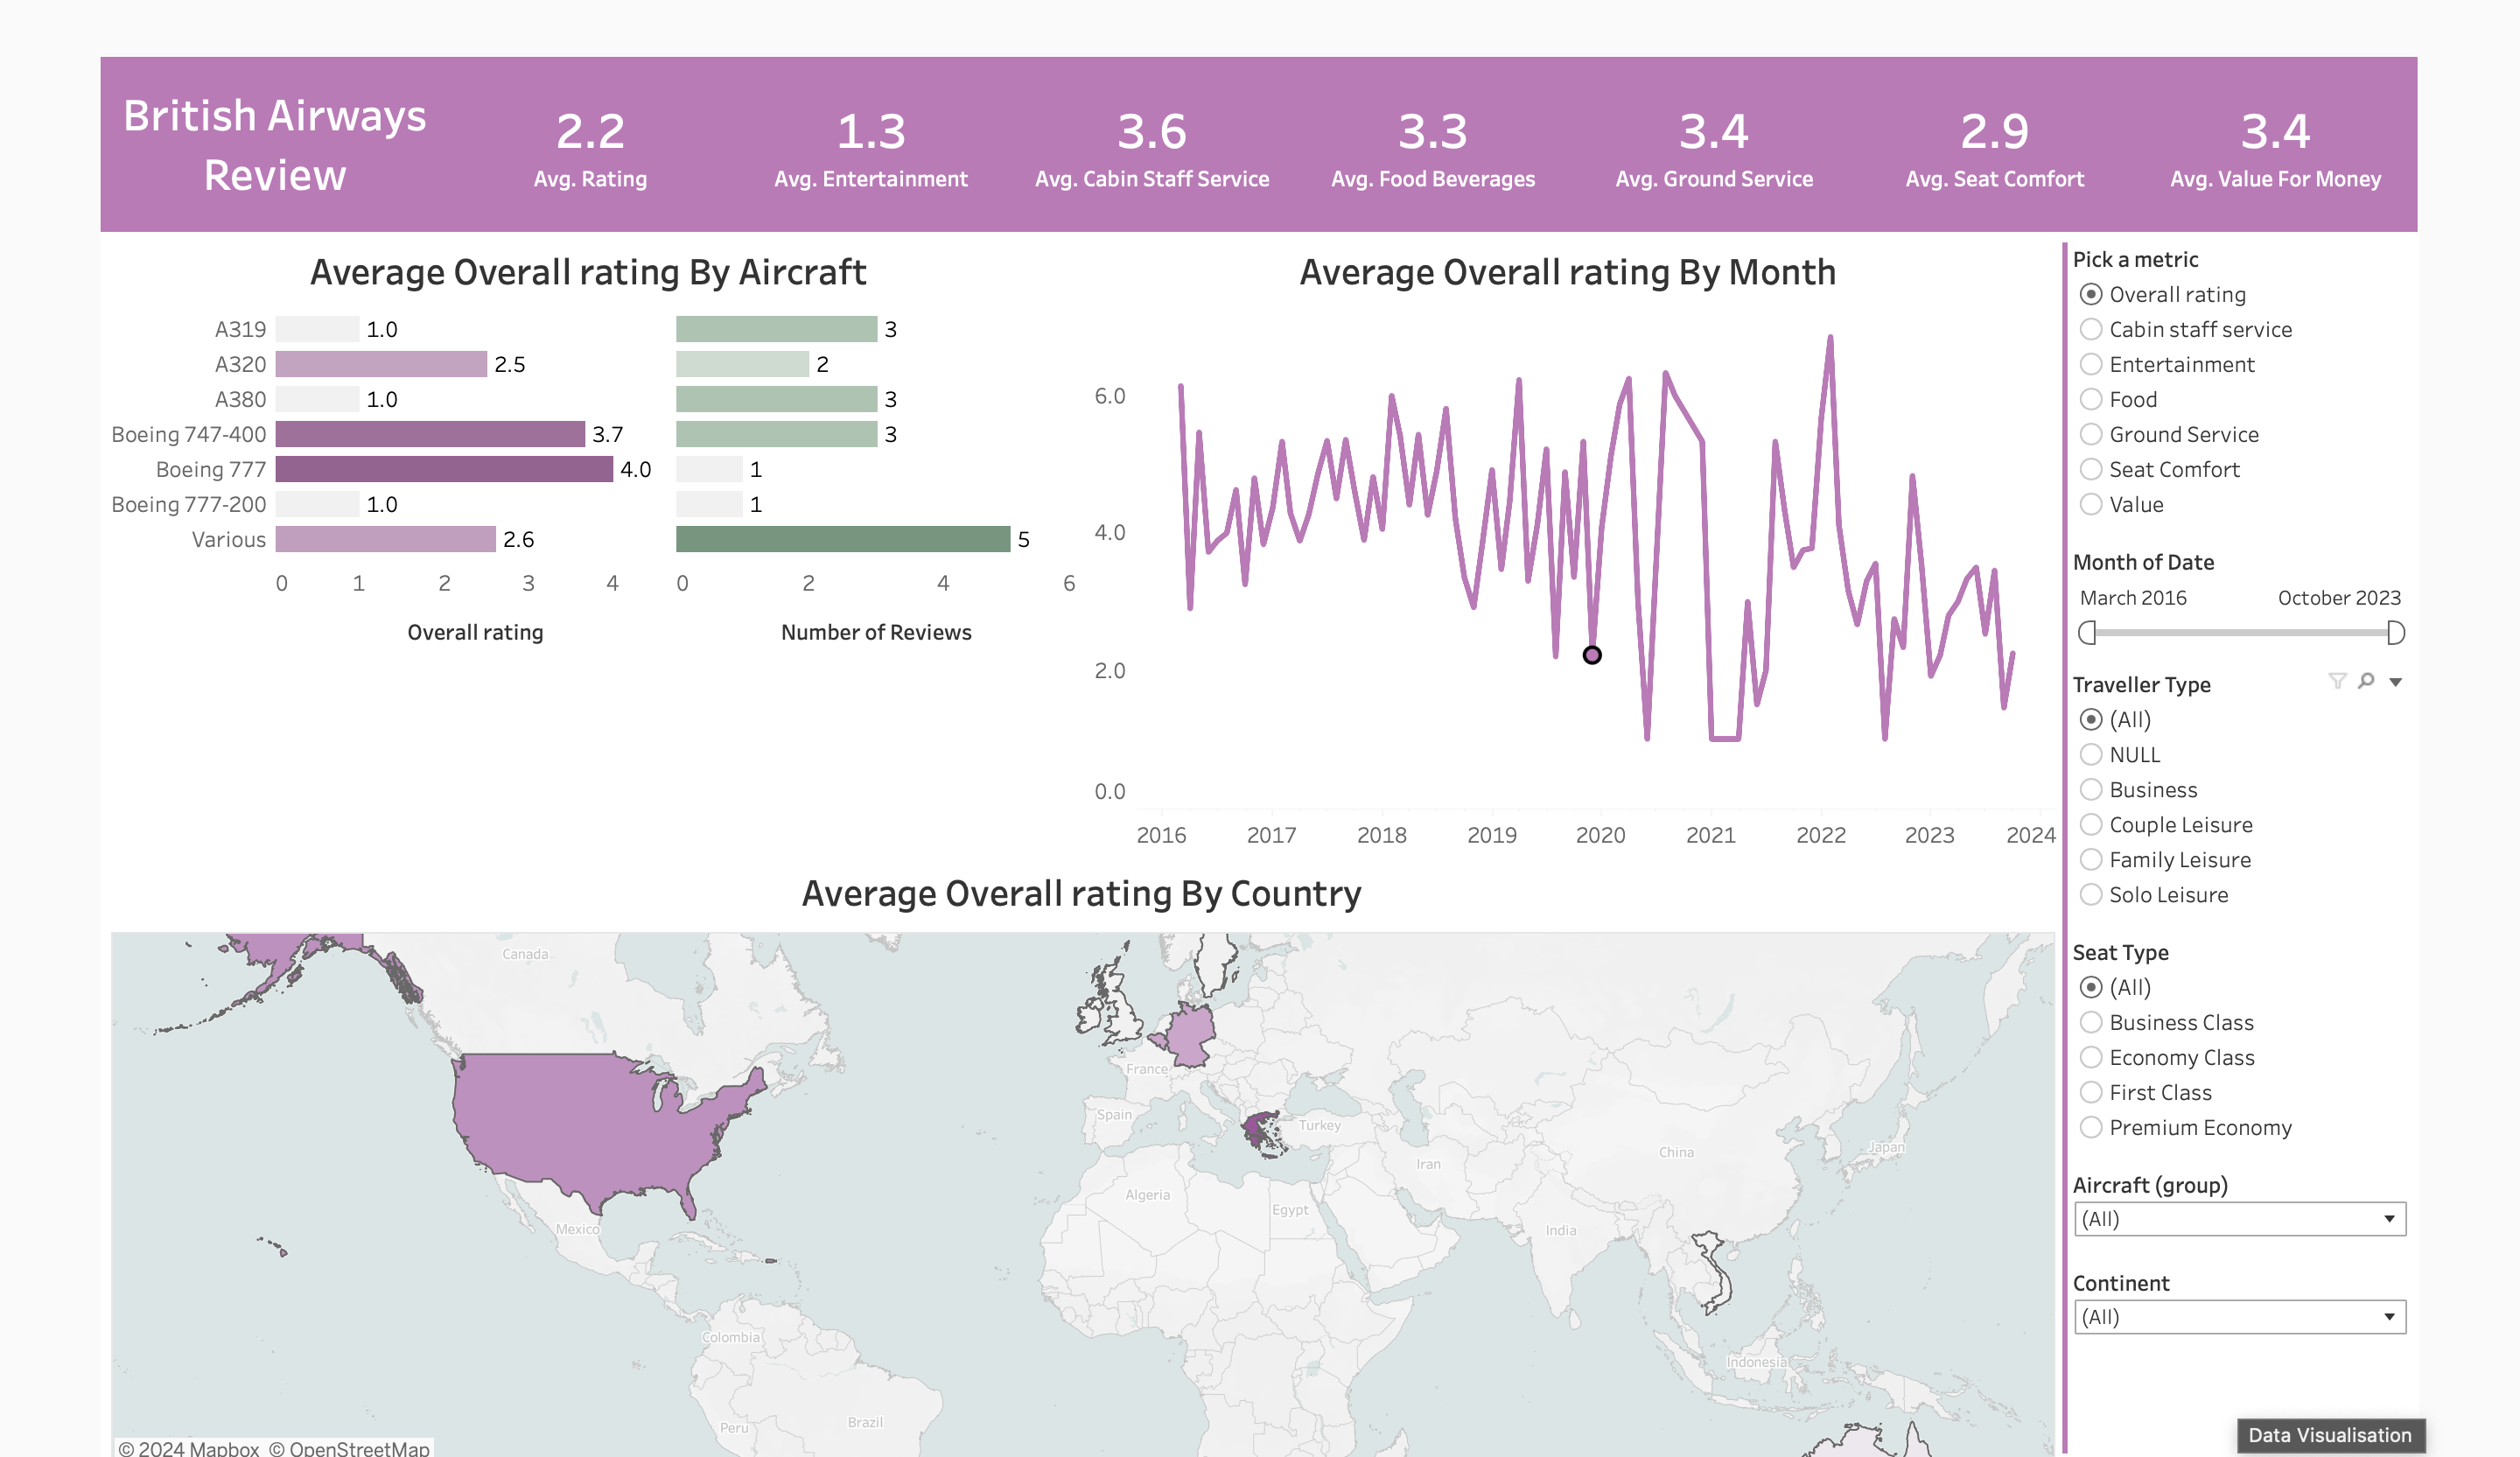 British Airways
Review
2.2
Avg. Rating
1.3
Avg. Entertainment
3.6
Avg. Cabin Staff Service
3.3
Avg. Food Beverages
3.4
Avg. Ground Service
2.9
Avg. Seat Comfort
3.4
Avg. Value For Money
Average Overall rating By Aircraft
A319 1.0 3
A320 2.5 2
A380 1.0 3
Boeing 747-400 3.7 3
Boeing 777 4.0 1
Boeing 777-200 1.0 1
Various 2.6 5
0 1 2 3 4 0 2 4 6
Overall rating Number of Reviews
Average Overall rating By Month
6.0
4.0
2.0
0.0
2016 2017 2018 2019 2020 2021 2022 2023 2024
Average Overall rating By Country
Canada
France
Spain
Turkey
China
Japan
Iran
Algeria
Egypt
India
Mexico
Colombia
Indonesia
Peru
Brazil
© 2024 Mapbox © OpenStreetMap
Pick a metric
Overall rating
Cabin staff service
Entertainment
Food
Ground Service
Seat Comfort
Value
Month of Date
March 2016 October 2023
Traveller Type
(All)
NULL
Business
Couple Leisure
Family Leisure
Solo Leisure
Seat Type
(All)
Business Class
Economy Class
First Class
Premium Economy
Aircraft (group)
(All)
Continent
(All)
Data Visualisation